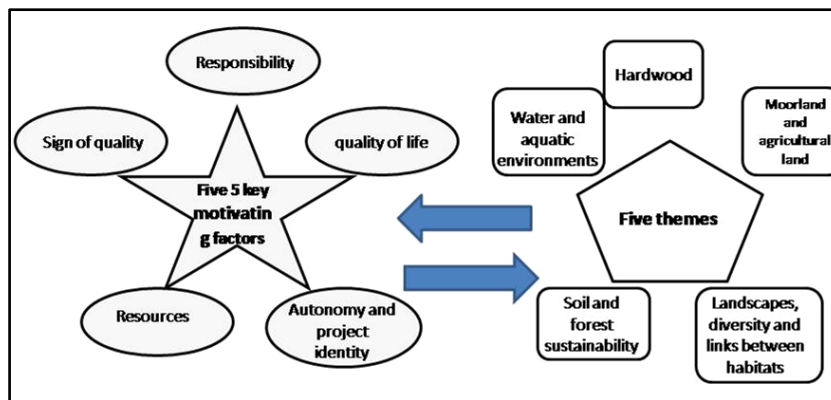 Responsibility
Sign of quality
quality of life
Five 5 key
motivatin
g factors
Resources
Autonomy and
project
identity
Hardwood
Water and
aquatic
environments
Moorland
and
agricultural
land
Five themes
Soil and
forest
sustainability
Landscapes,
diversity and
links between
habitats